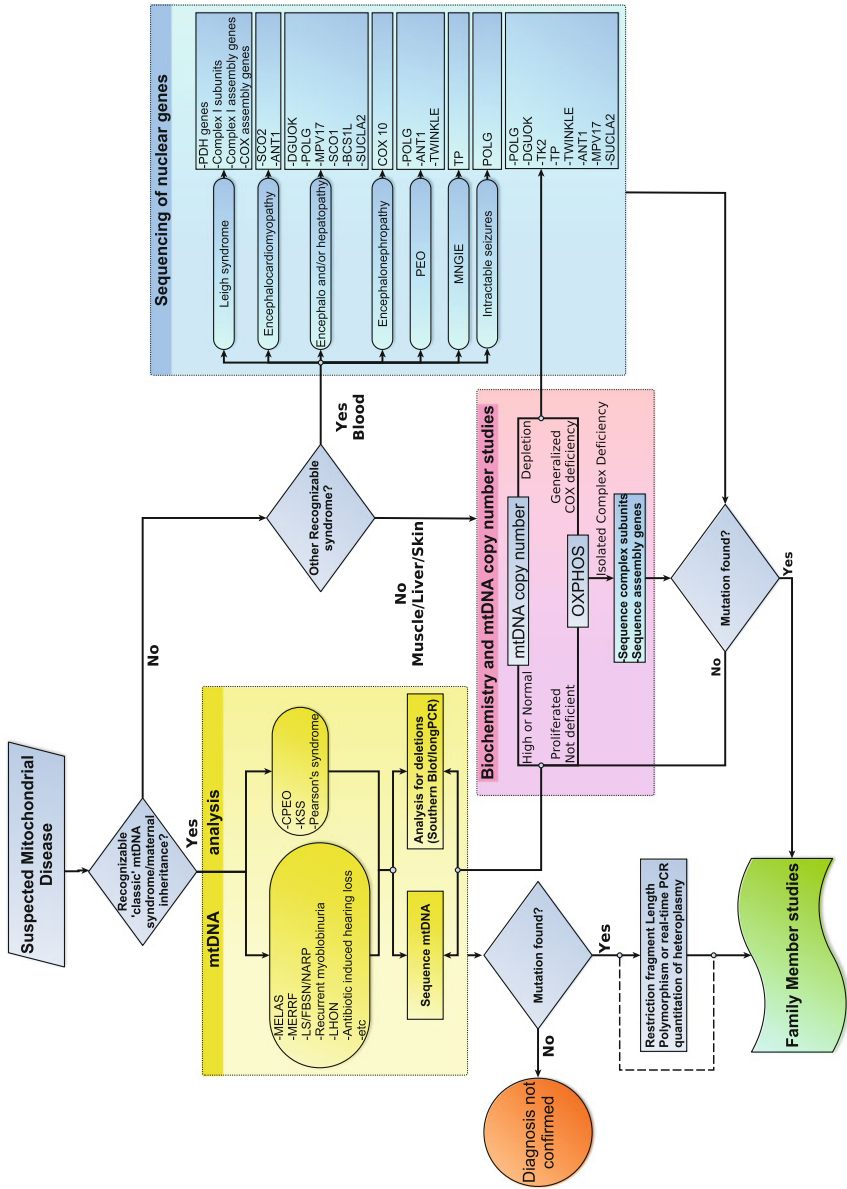 Suspected Mitochondrial
Disease
Recognizable
'classic' mtDNA
syndrome/maternal
inheritance?
Yes
No
mtDNA analysis
-MELAS
-MERRF
-LS/FBSN/NARP
-Recurrent myoblobinuria
-LHON
-Antibiotic induced hearing loss
-etc
-CPEO
-KSS
-Pearson's syndrome
Sequence mtDNA
Analysis for deletions
(Southern Blot/longPCR)
Mutation found?
No
Diagnosis not
confirmed
Yes
Restriction fragment Length
Polymorphism or real-time PCR
quantitation of heteroplasmy
Family Member studies
Other Recognizable
syndrome?
Yes
Blood
No
Muscle/Liver/Skin
Biochemistry and mtDNA copy number studies
mtDNA copy number
High or Normal
Depletion
Proliferated
Not deficient
Generalized
COX deficiency
OXPHOS
Isolated Complex Deficiency
-Sequence complex subunits
-Sequence assembly genes
Mutation found?
No
Yes
Sequencing of nuclear genes
Leigh syndrome
-PDH genes
-Complex I subunits
-Complex I assembly genes
-COX assembly genes
Encephalocardiomyopathy
-SCO2
-ANT1
Encephalo and/or hepatopathy
-DGUOK
-POLG
-MPV17
-SCO1
-BCS1L
-SUCLA2
Encephalonephropathy
COX 10
PEO
-POLG
-ANT1
-TWINKLE
MNGIE
TP
Intractable seizures
POLG
-POLG
-DGUOK
-TK2
-TP
-TWINKLE
-ANT1
-MPV17
-SUCLA2